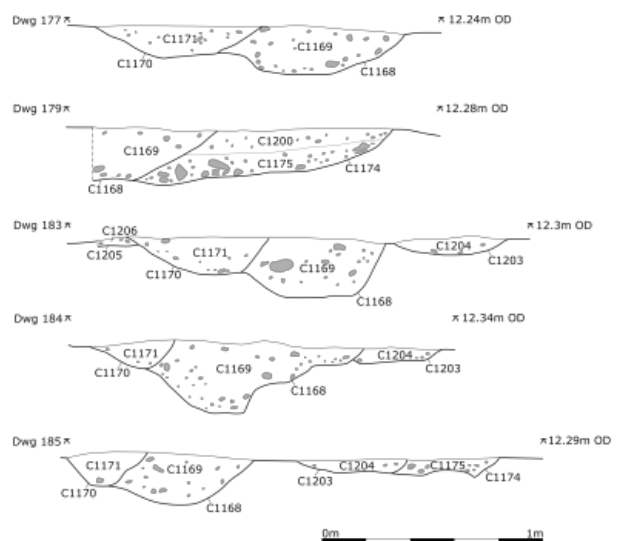 Dwg 177 12.24m OD
C1171 C1169
C1170 C1168
Dwg 179 12.28m OD
C1169 C1200
C1175 C1174
C1168
Dwg 183 12.3m OD
C1206
C1205 C1171 C1204
C1170 C1169 C1203
C1168
Dwg 184 12.34m OD
C1171 C1204
C1170 C1169 C1203
C1168
Dwg 185 12.29m OD
C1171 C1169 C1204 C1175
C1170 C1203 C1174
C1168
0m 1m